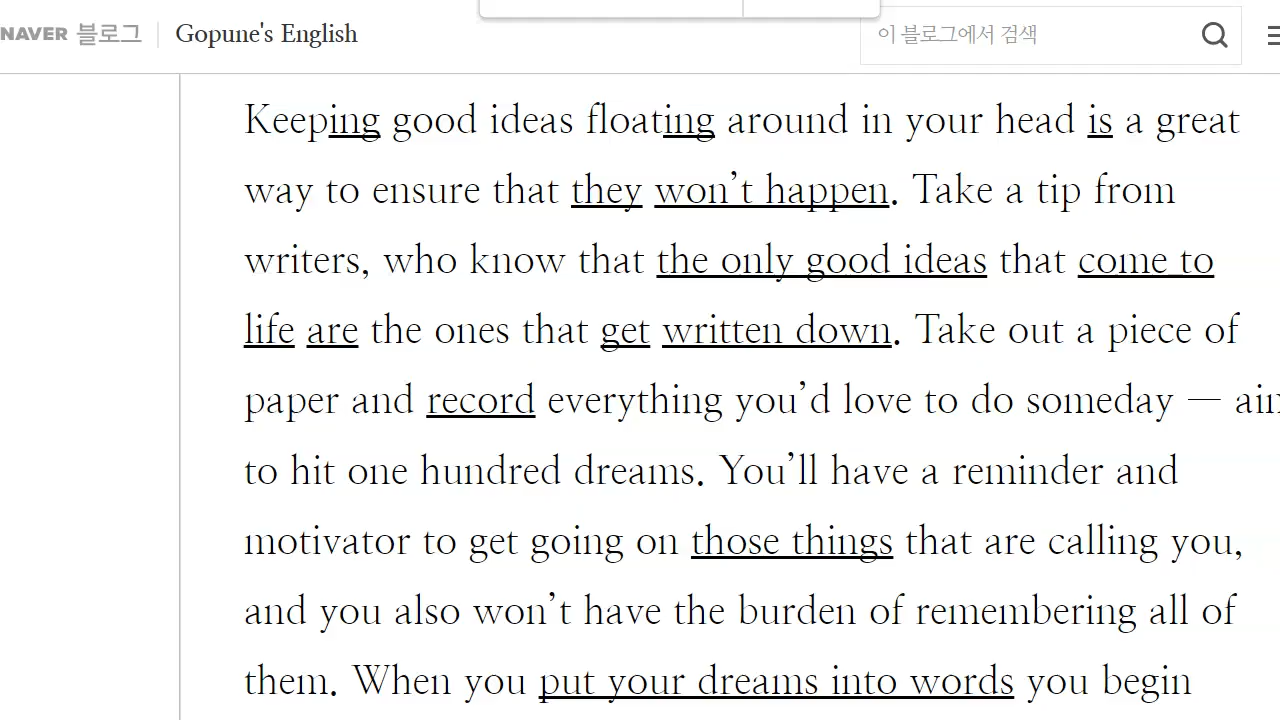 NAVER 블로그 Gopune's English 이 블로그에서 검색
Keeping good ideas floating around in your head is a great
way to ensure that they won't happen. Take a tip from
writers, who know that the only good ideas that come to
life are the ones that get written down. Take out a piece of
paper and record everything you'd love to do someday —
to hit one hundred dreams. You'll have a reminder and
motivator to get going on those things that are calling you,
and you also won't have the burden of remembering all of
them. When you put your dreams into words you begin